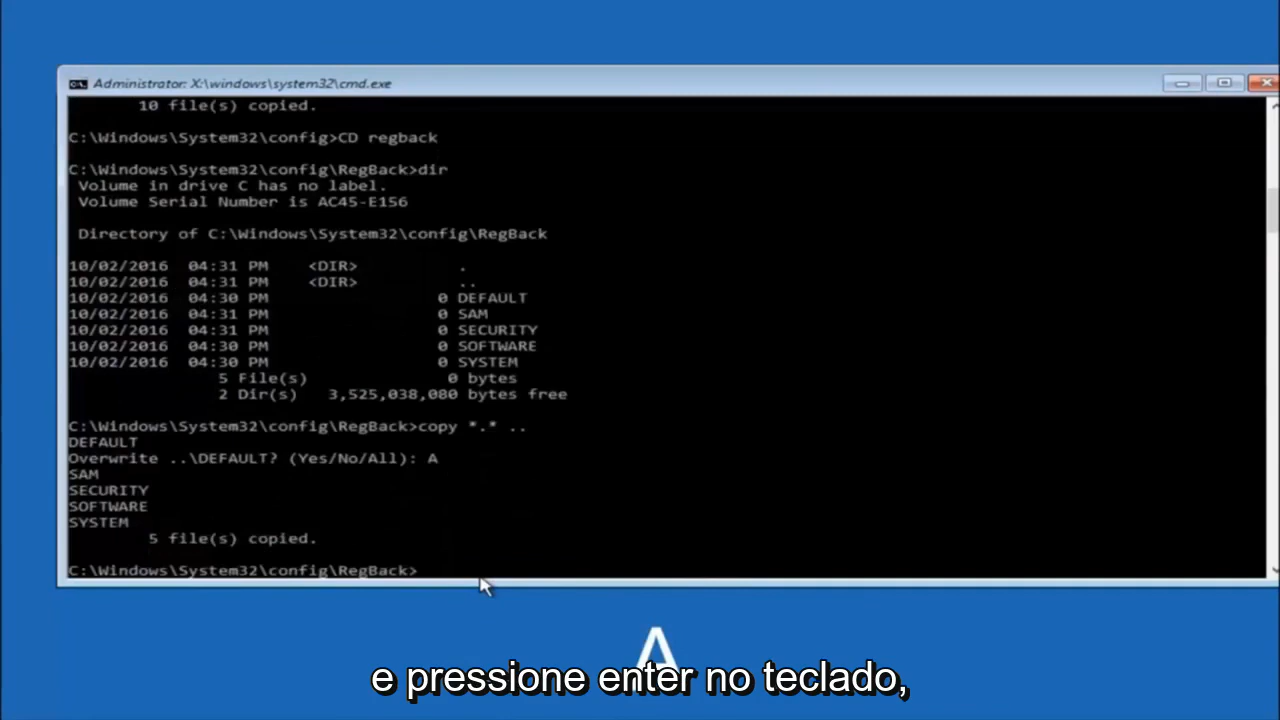 Administrator: X:\windows\system32\cmd.exe
10 file(s) copied.
C:\Windows\System32\config>CD regback
C:\Windows\System32\config\RegBack>dir
Volume in drive C has no label.
Volume Serial Number is AC45-E156
Directory of C:\Windows\System32\config\RegBack
10/02/2016 04:31 PM <DIR> .
10/02/2016 04:31 PM <DIR> ..
10/02/2016 04:30 PM 0 DEFAULT
10/02/2016 04:31 PM 0 SAM
10/02/2016 04:31 PM 0 SECURITY
10/02/2016 04:30 PM 0 SOFTWARE
10/02/2016 04:30 PM 0 SYSTEM
5 File(s) 0 bytes
2 Dir(s) 3,525,038,080 bytes free
C:\Windows\System32\config\RegBack>copy *.* ..
DEFAULT
Overwrite ..\DEFAULT? (Yes/No/All): A
SAM
SECURITY
SOFTWARE
SYSTEM
5 file(s) copied.
C:\Windows\System32\config\RegBack>
A
e pressione enter no teclado,